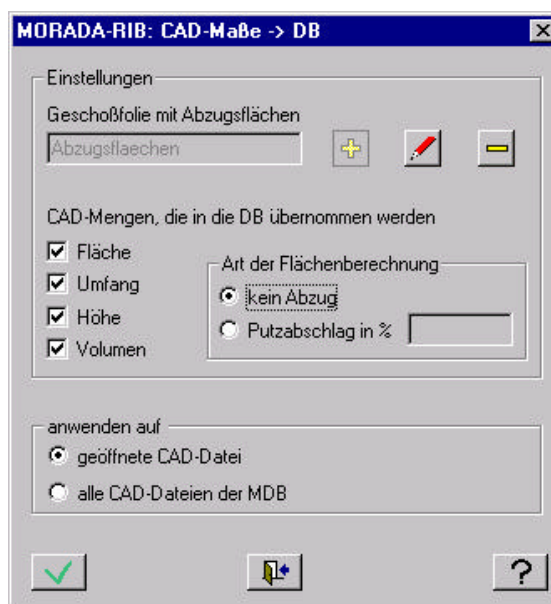 MORADA-RIB: CAD-Maße -> DB
Einstellungen
Geschoßfolie mit Abzugsflächen
Abzugsflaechen
CAD-Mengen, die in die DB übernommen werden
Fläche
Umfang
Höhe
Volumen
Art der Flächenberechnung
kein Abzug
Putzabschlag in %
anwenden auf
geöffnete CAD-Datei
alle CAD-Dateien der MDB
?